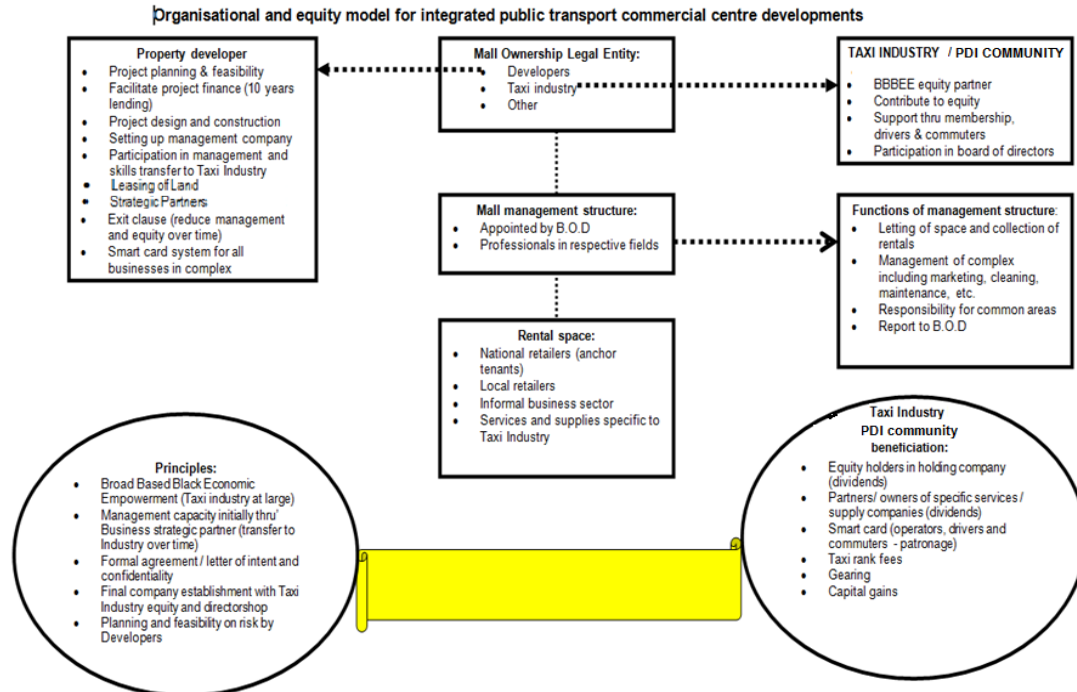 Organisational and equity model for integrated public transport commercial centre developments
Property developer
• Project planning & feasibility
• Facilitate project finance (10 years
lending)
• Project design and construction
• Setting up management company
• Participation in management and
skills transfer to Taxi Industry
• Leasing of Land
• Strategic Partners
• Exit clause (reduce management
and equity over time)
• Smart card system for all
businesses in complex
Mall Ownership Legal Entity:
• Developers
• Taxi industry
• Other
TAXI INDUSTRY / PDI COMMUNITY
• BBBEE equity partner
• Contribute to equity
• Support thru membership,
drivers & commuters
• Participation in board of directors
Mall management structure:
• Appointed by B.O.D
• Professionals in respective fields
Functions of management structure:
• Letting of space and collection of
rentals
• Management of complex
including marketing, cleaning,
maintenance, etc.
• Responsibility for common areas
• Report to B.O.D
Rental space:
• National retailers (anchor
tenants)
• Local retailers
• Informal business sector
• Services and supplies specific to
Taxi Industry
Principles:
• Broad Based Black Economic
Empowerment (Taxi industry at large)
• Management capacity initially thru'
Business strategic partner (transfer to
Industry over time)
• Formal agreement / letter of intent and
confidentiality
• Final company establishment with Taxi
Industry equity and directorshop
• Planning and feasibility on risk by
Developers
Taxi Industry
PDI community
beneficiation:
• Equity holders in holding company
(dividends)
• Partners/ owners of specific services /
supply companies (dividends)
• Smart card (operators, drivers and
commuters - patronage)
• Taxi rank fees
• Gearing
• Capital gains